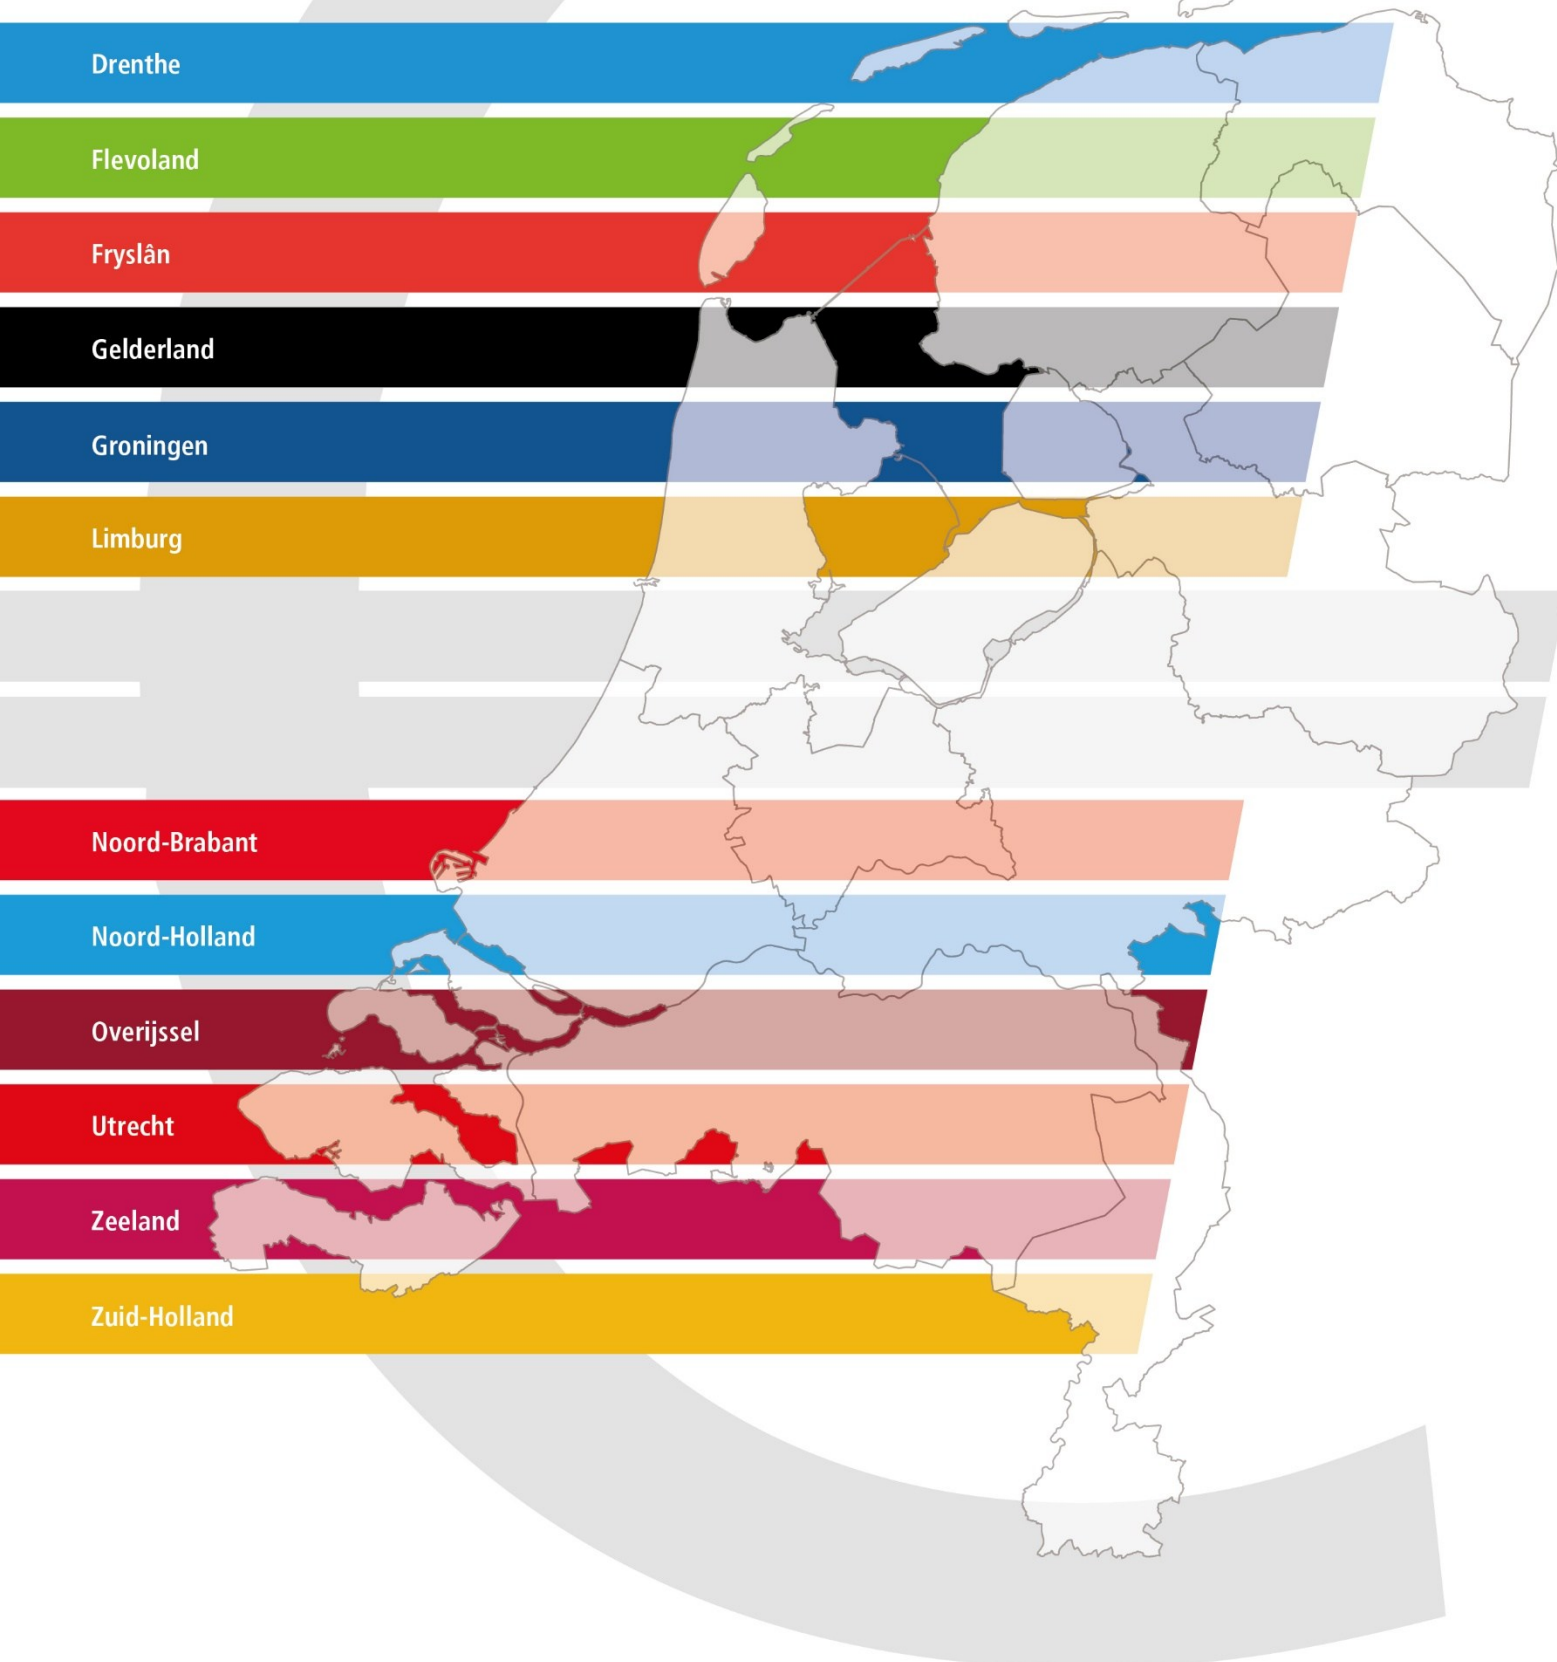 Drenthe
Flevoland
Fryslân
Gelderland
Groningen
Limburg
Noord-Brabant
Noord-Holland
Overijssel
Utrecht
Zeeland
Zuid-Holland